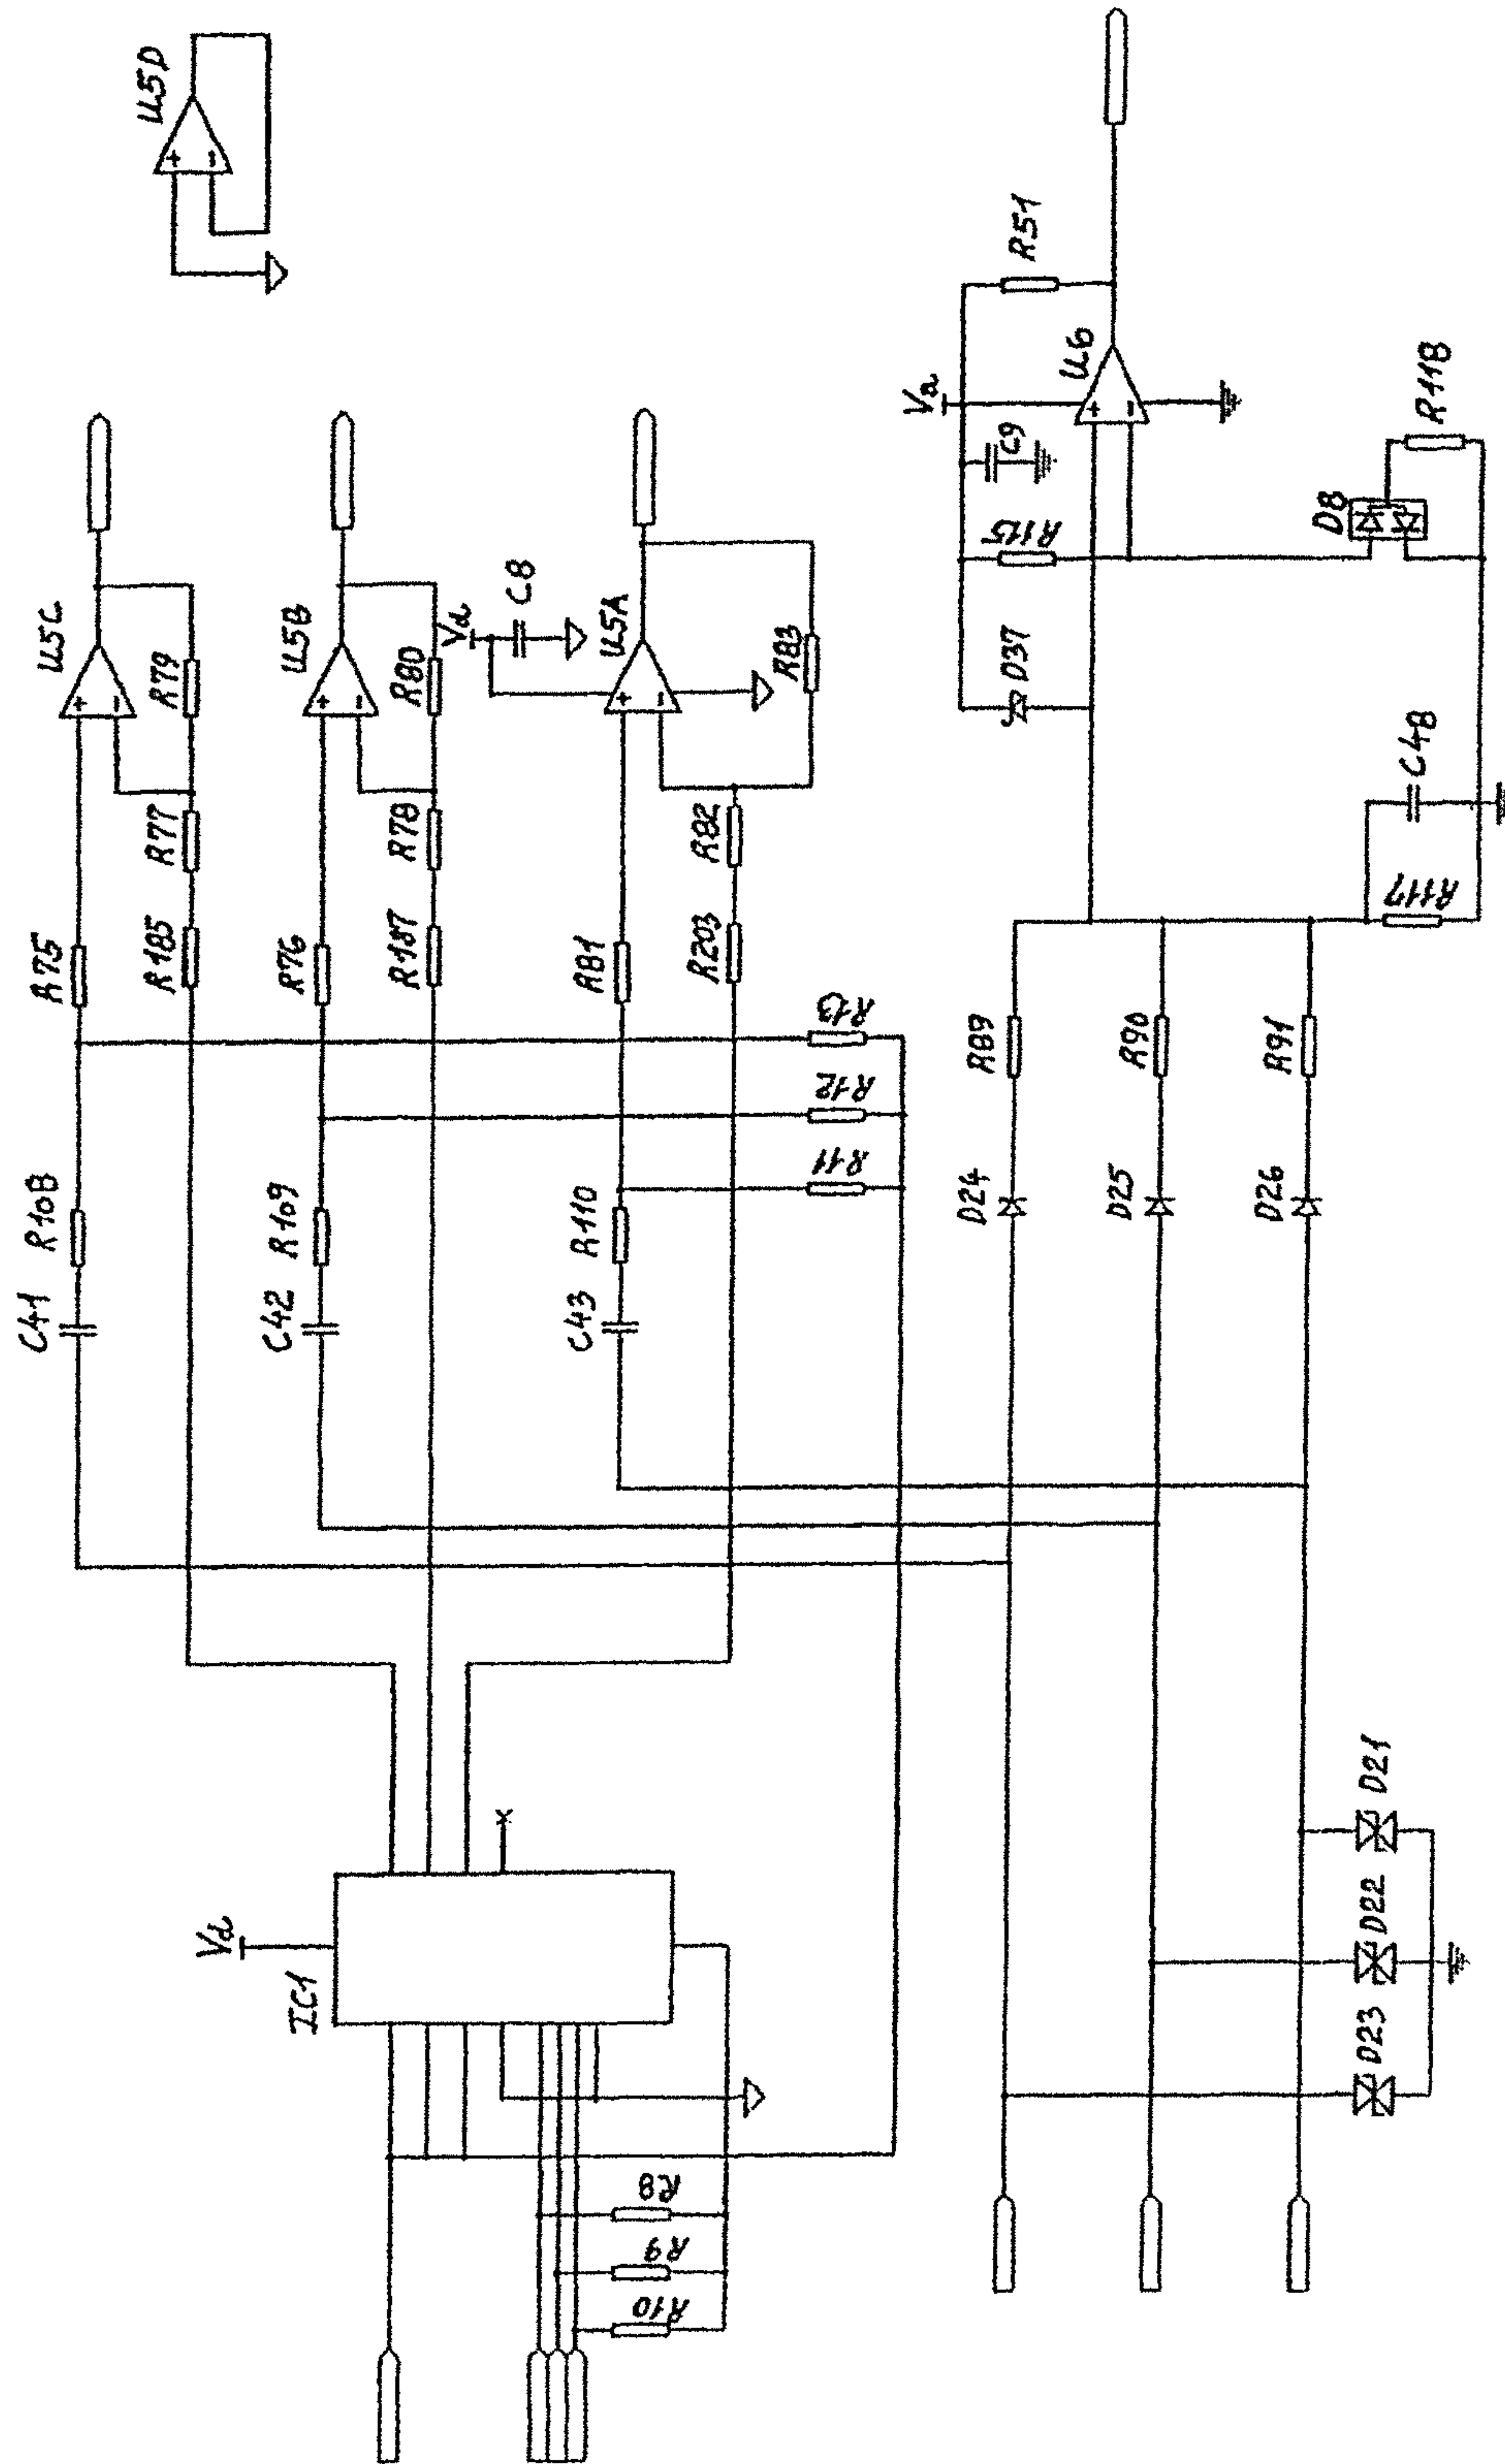 U5D
U5C
R75
R108
C41
R79
R77
R185
U5B
R76
R109
C42
R80
R78
R187
Vd
C8
U5A
R81
R110
C43
R83
R82
R203
R13
R12
R11
Vd
IC1
R8
R9
R10
Va
R51
U6
C9
R115
D37
D8
R118
C48
R117
R89
D24
R90
D25
R91
D26
D21
D22
D23